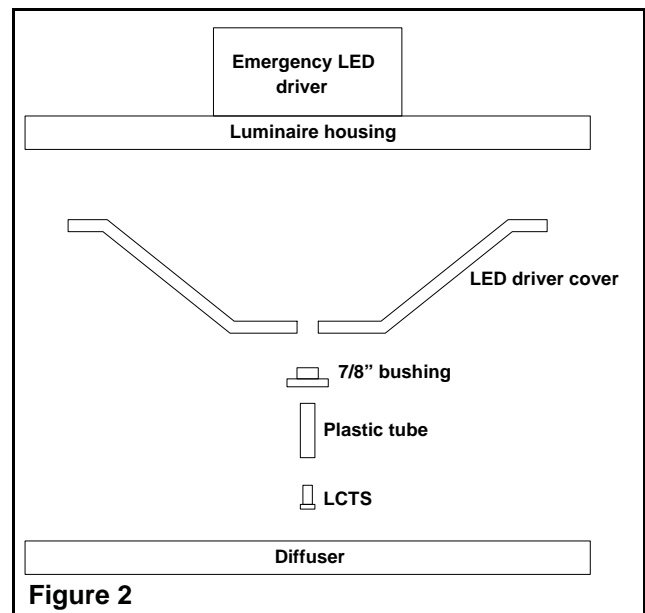 Emergency LED
driver
Luminaire housing
LED driver cover
7/8” bushing
Plastic tube
LCTS
Diffuser
Figure 2